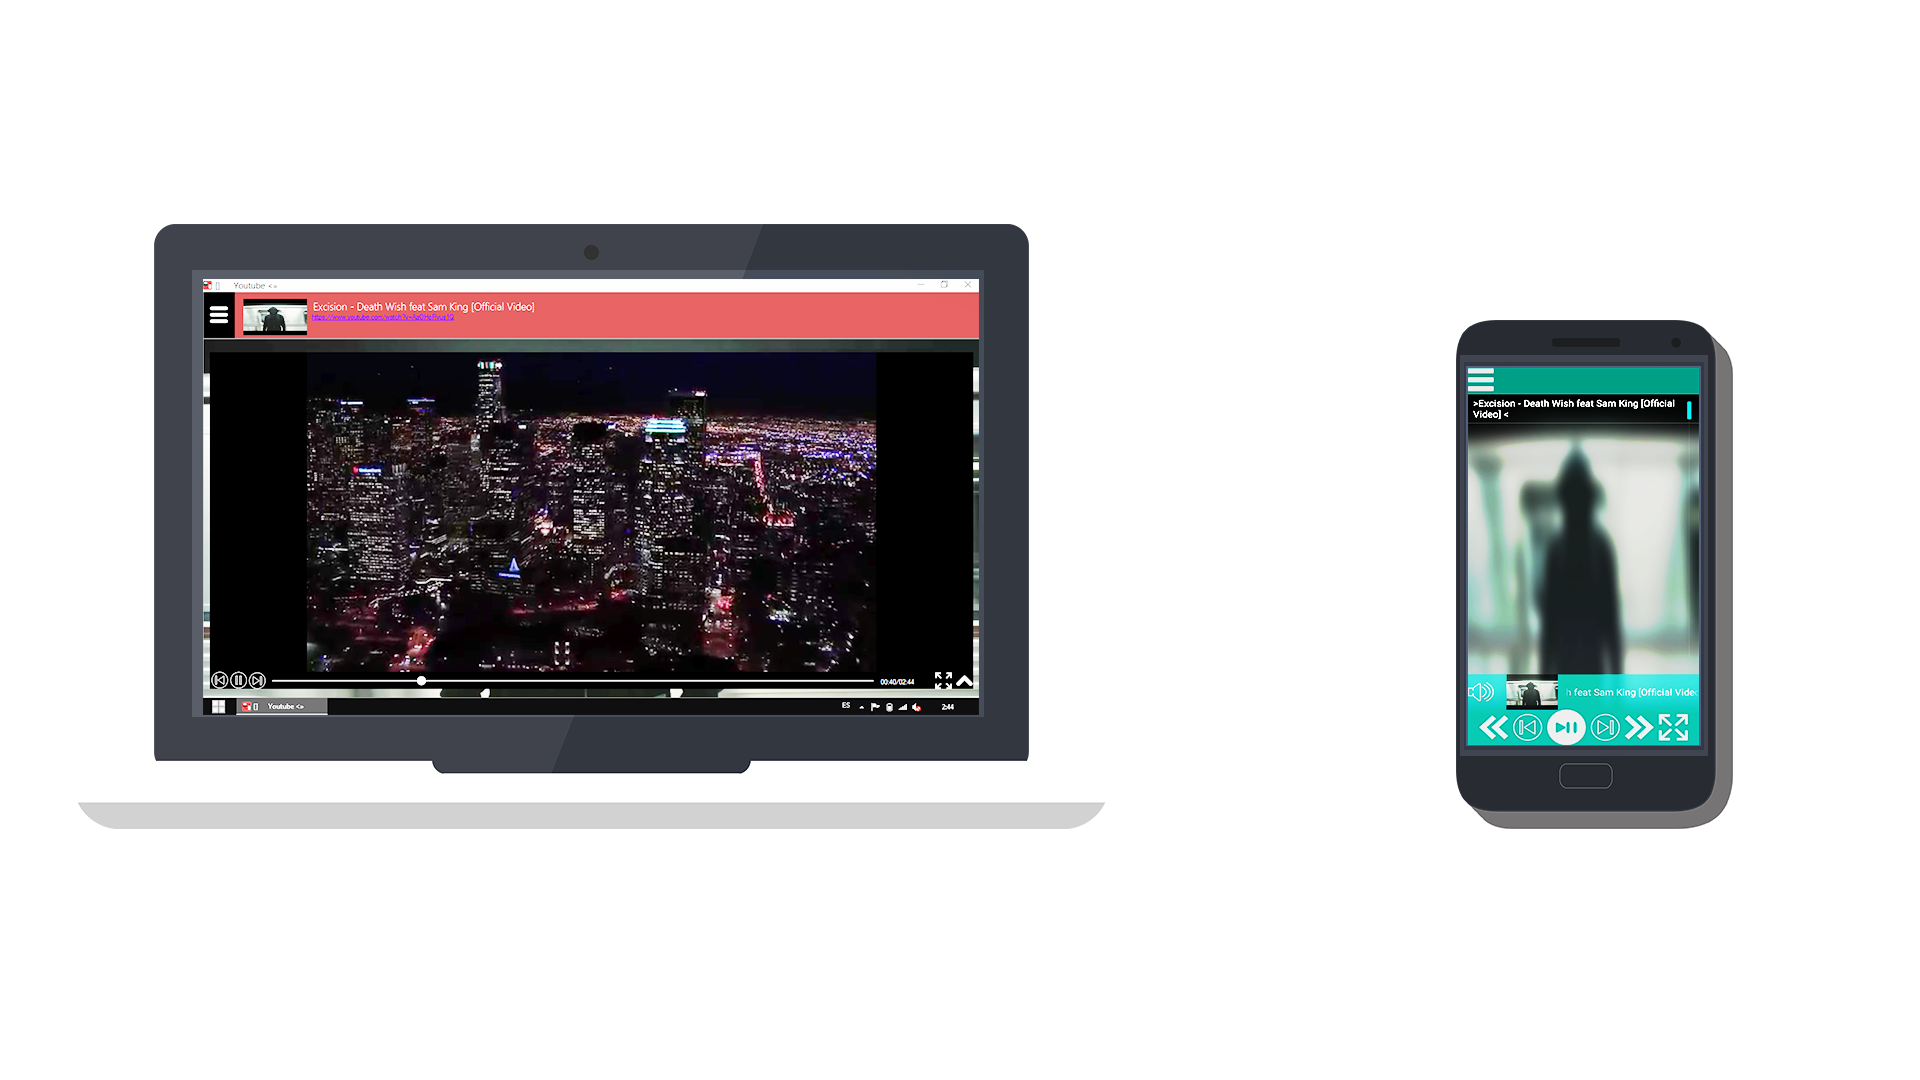 Youtube <>
Excision - Death Wish feat Sam King [Official Video]
00:40/02:44
Youtube <>
ES
2:44
>Excision - Death Wish feat Sam King [Official
Video] <
h feat Sam King [Official Videc